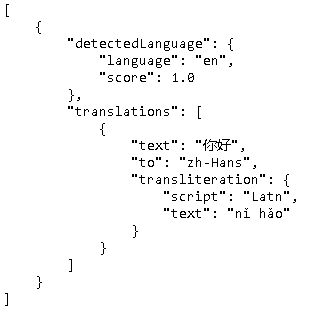 [
    {
        "detectedLanguage": {
            "language": "en",
            "score": 1.0
        },
        "translations": [
            {
                "text": "你好",
                "to": "zh-Hans",
                "transliteration": {
                    "script": "Latn",
                    "text": "nǐ hǎo"
                }
            }
        ]
    }
]